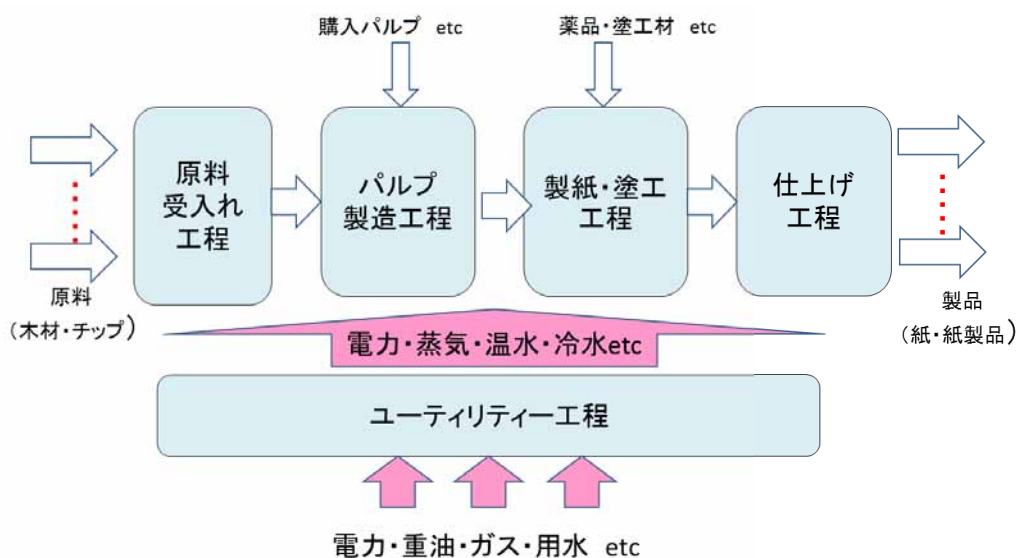 購入パルプ etc
薬品・塗工材 etc
原料
受入れ
工程
パルプ
製造工程
製紙・塗工
工程
仕上げ
工程
原料
（木材・チップ）
製品
（紙・紙製品）
電力・蒸気・温水・冷水etc
ユーティリティー工程
電力・重油・ガス・用水 etc